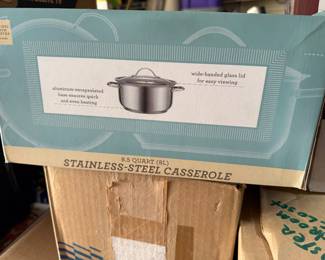 wide-banded glass lid
for easy viewing
aluminum encapsulated
base ensures quick
and even heating
8.5 QUART (8L)
STAINLESS-STEEL CASSEROLE